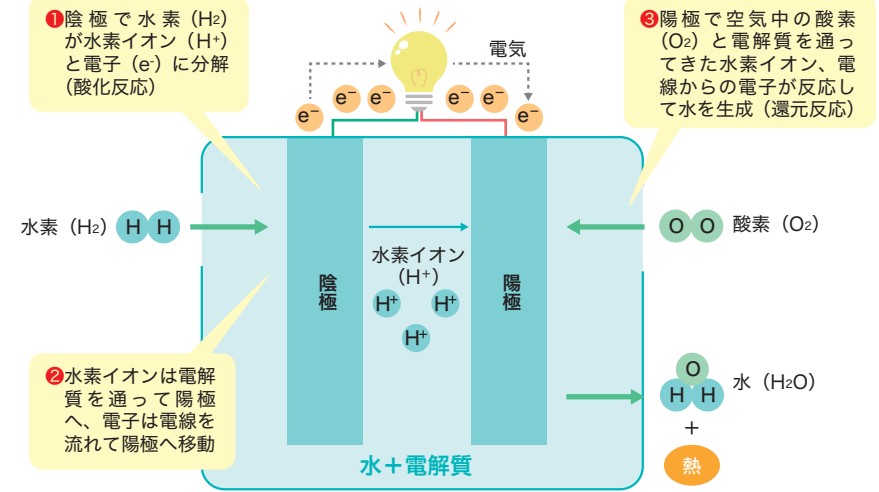 ❶陰極で水素(H₂)
が水素イオン(H⁺)
と電子(e⁻)に分解
(酸化反応)
電気
e⁻
e⁻
e⁻
e⁻
e⁻
e⁻
❸陽極で空気中の酸素
(O₂)と電解質を通っ
てきた水素イオン、電
線からの電子が反応し
て水を生成(還元反応)
水素(H₂)
H H
陰極
水素イオン
(H⁺)
H⁺
H⁺
H⁺
陽極
O O
酸素(O₂)
❷水素イオンは電解
質を通って陽極
へ、電子は電線を
流れて陽極へ移動
O
H H
水(H₂O)
+
熱
水+電解質